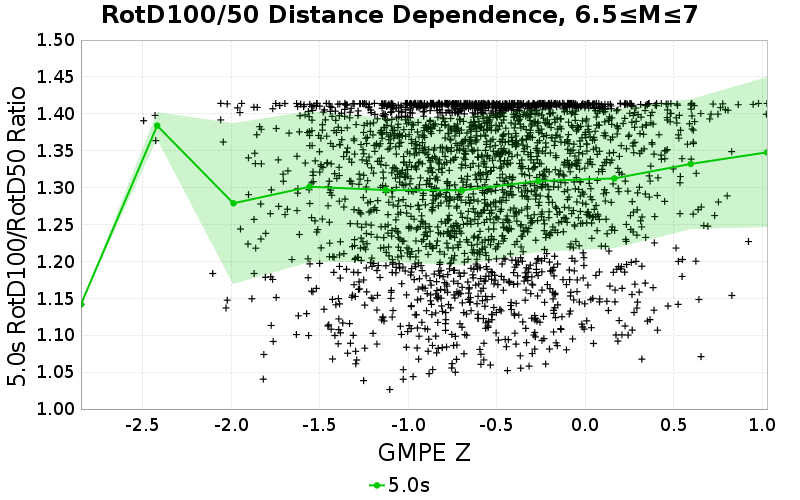 RotD100/50 Distance Dependence, 6.5≤M≤7
5.0s RotD100/RotD50 Ratio
1.50
1.45
1.40
1.35
1.30
1.25
1.20
1.15
1.10
1.05
1.00
-2.5 -2.0 -1.5 -1.0 -0.5 0.0 0.5 1.0
GMPE Z
5.0s